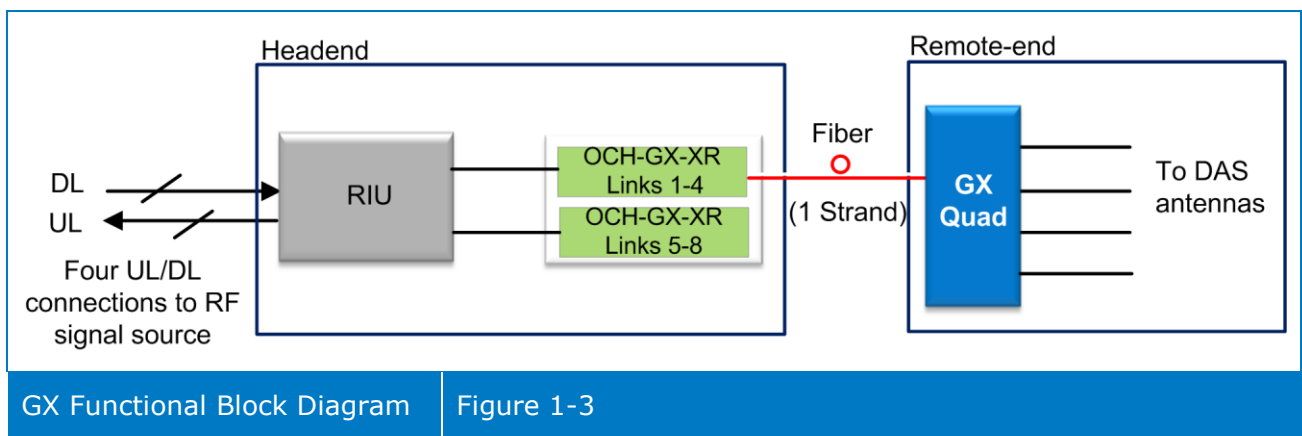 Headend
Remote-end
DL
UL
Four UL/DL
connections to RF
signal source
RIU
OCH-GX-XR
Links 1-4
OCH-GX-XR
Links 5-8
Fiber
(1 Strand)
GX
Quad
To DAS
antennas
GX Functional Block Diagram
Figure 1-3